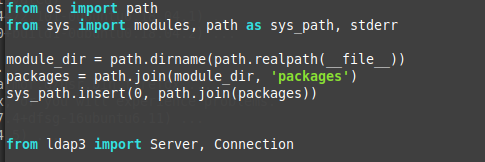 from os import path
from sys import modules, path as sys_path, stderr
module_dir = path.dirname(path.realpath(__file__))
packages = path.join(module_dir, 'packages')
sys_path.insert(0, path.join(packages))
from ldap3 import Server, Connection